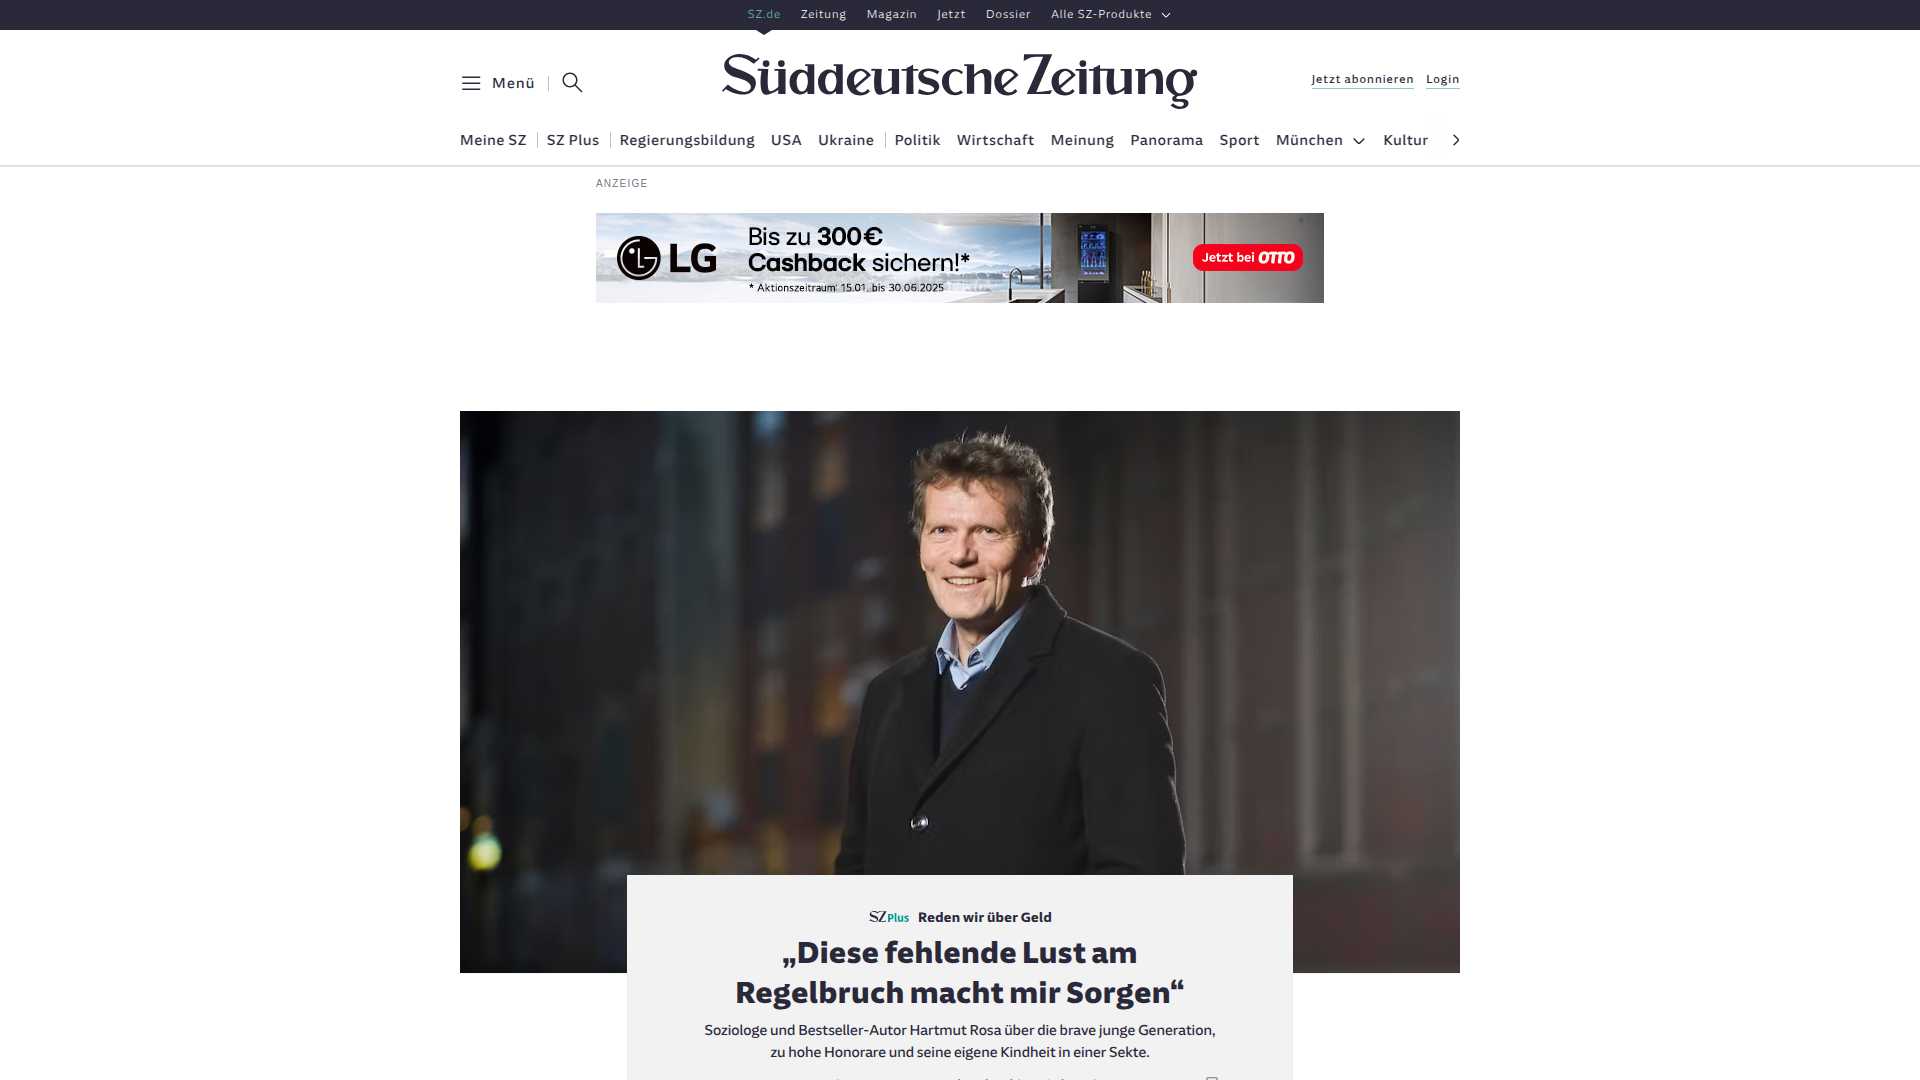 SZ.de Zeitung Magazin Jetzt Dossier Alle SZ-Produkte
Menü
Süddeutsche Zeitung
Jetzt abonnieren Login
Meine SZ SZ Plus Regierungsbildung USA Ukraine Politik Wirtschaft Meinung Panorama Sport München Kultur
ANZEIGE
LG
Bis zu 300€
Cashback sichern!*
* Aktionszeitraum: 15.01. bis 30.06.2025
Jetzt bei OTTO
SZ Plus Reden wir über Geld
„Diese fehlende Lust am
Regelbruch macht mir Sorgen“
Soziologe und Bestseller-Autor Hartmut Rosa über die brave junge Generation,
zu hohe Honorare und seine eigene Kindheit in einer Sekte.